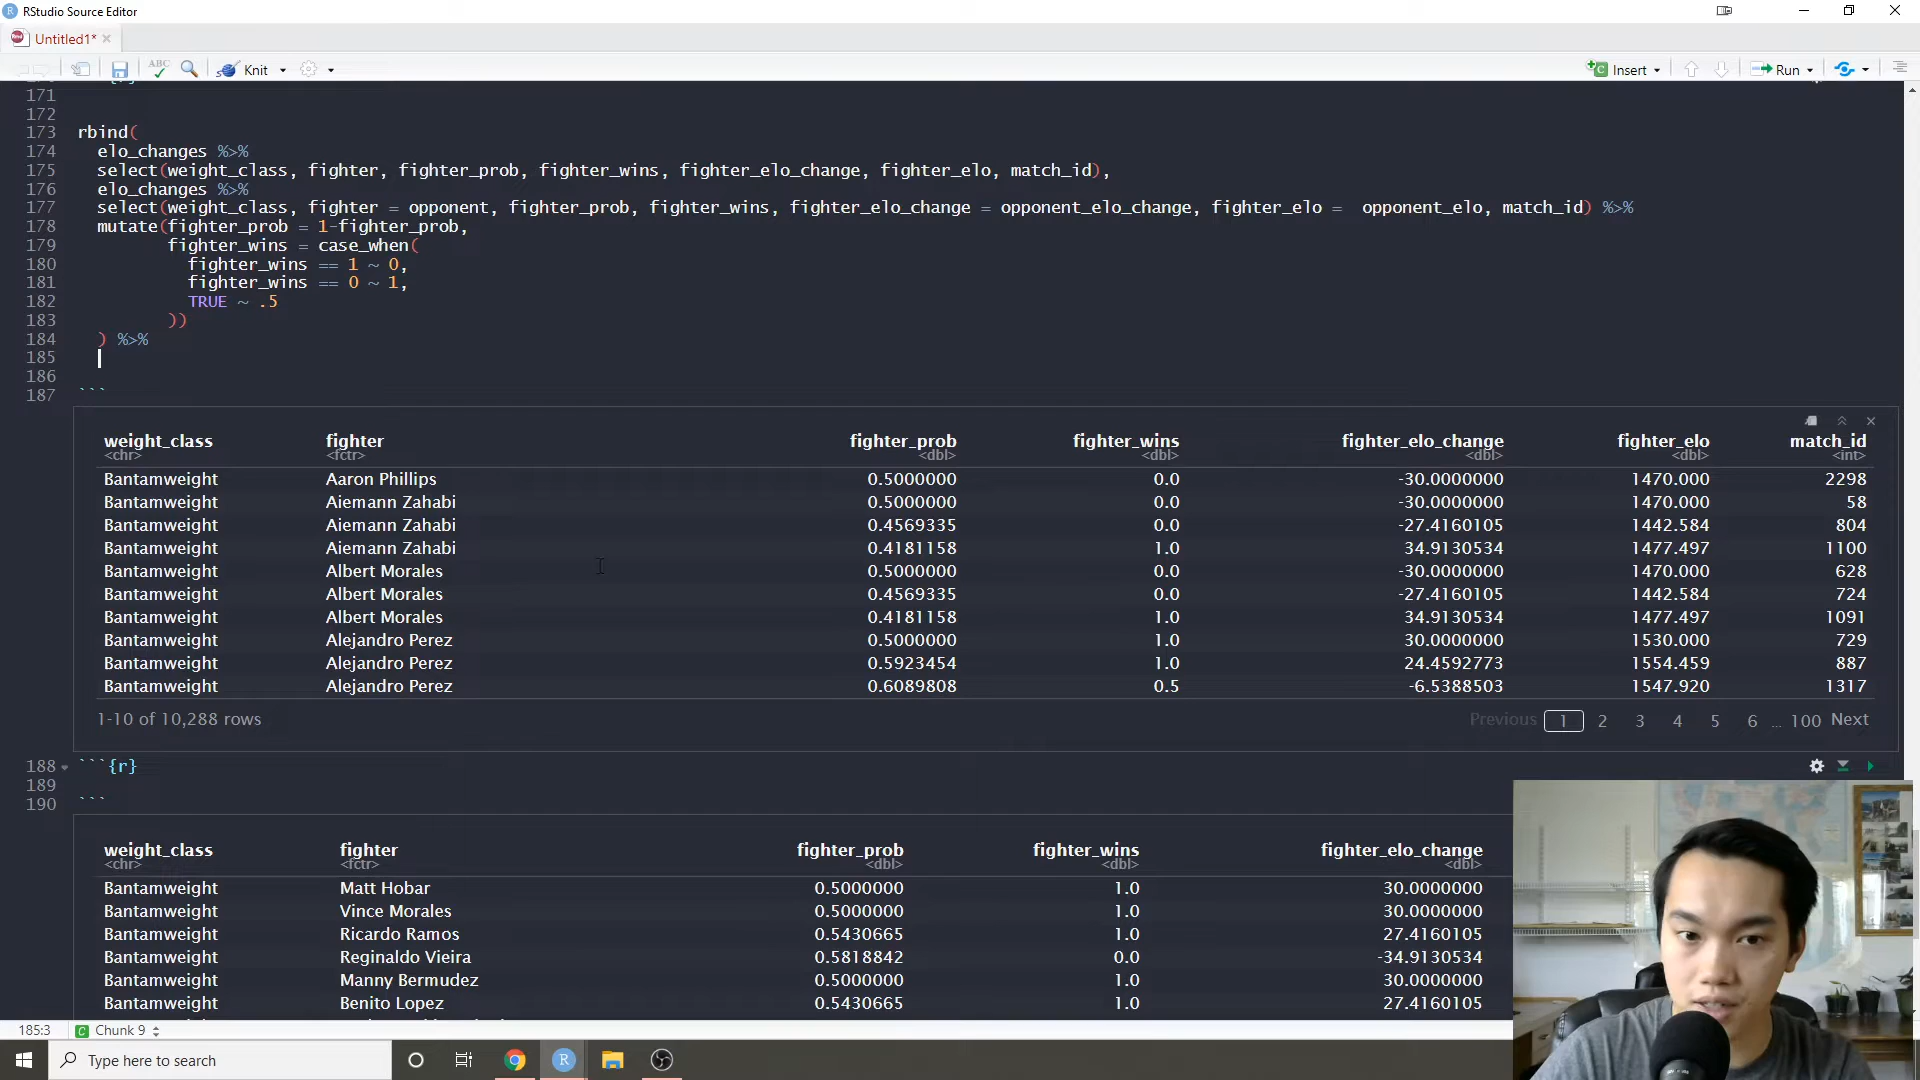 RStudio Source Editor
Untitled1*
ABC
Knit
Insert
Run
171
172
173 rbind(
174 elo_changes %>%
175 select(weight_class, fighter, fighter_prob, fighter_wins, fighter_elo_change, fighter_elo, match_id),
176 elo_changes %>%
177 select(weight_class, fighter = opponent, fighter_prob, fighter_wins, fighter_elo_change = opponent_elo_change, fighter_elo =  opponent_elo, match_id) %>%
178 mutate(fighter_prob = 1-fighter_prob,
179 fighter_wins = case_when(
180 fighter_wins == 1 ~ 0,
181 fighter_wins == 0 ~ 1,
182 TRUE ~ .5
183 ))
184 ) %>%
185
186
187 ```
weight_class fighter fighter_prob fighter_wins fighter_elo_change fighter_elo match_id
<chr> <fctr> <dbl> <dbl> <dbl> <dbl> <int>
Bantamweight Aaron Phillips 0.5000000 0.0 -30.0000000 1470.000 2298
Bantamweight Aiemann Zahabi 0.5000000 0.0 -30.0000000 1470.000 58
Bantamweight Aiemann Zahabi 0.4569335 0.0 -27.4160105 1442.584 804
Bantamweight Aiemann Zahabi 0.4181158 1.0 34.9130534 1477.497 1100
Bantamweight Albert Morales 0.5000000 0.0 -30.0000000 1470.000 628
Bantamweight Albert Morales 0.4569335 0.0 -27.4160105 1442.584 724
Bantamweight Albert Morales 0.4181158 1.0 34.9130534 1477.497 1091
Bantamweight Alejandro Perez 0.5000000 1.0 30.0000000 1530.000 729
Bantamweight Alejandro Perez 0.5923454 1.0 24.4592773 1554.459 887
Bantamweight Alejandro Perez 0.6089808 0.5 -6.5388503 1547.920 1317
1-10 of 10,288 rows Previous 1 2 3 4 5 6 ... 100 Next
188 ```{r}
189
190 ```
weight_class fighter fighter_prob fighter_wins fighter_elo_change
<chr> <fctr> <dbl> <dbl> <dbl>
Bantamweight Matt Hobar 0.5000000 1.0 30.0000000
Bantamweight Vince Morales 0.5000000 1.0 30.0000000
Bantamweight Ricardo Ramos 0.5430665 1.0 27.4160105
Bantamweight Reginaldo Vieira 0.5818842 0.0 -34.9130534
Bantamweight Manny Bermudez 0.5000000 1.0 30.0000000
Bantamweight Benito Lopez 0.5430665 1.0 27.4160105
185:3 C Chunk 9
Type here to search
R